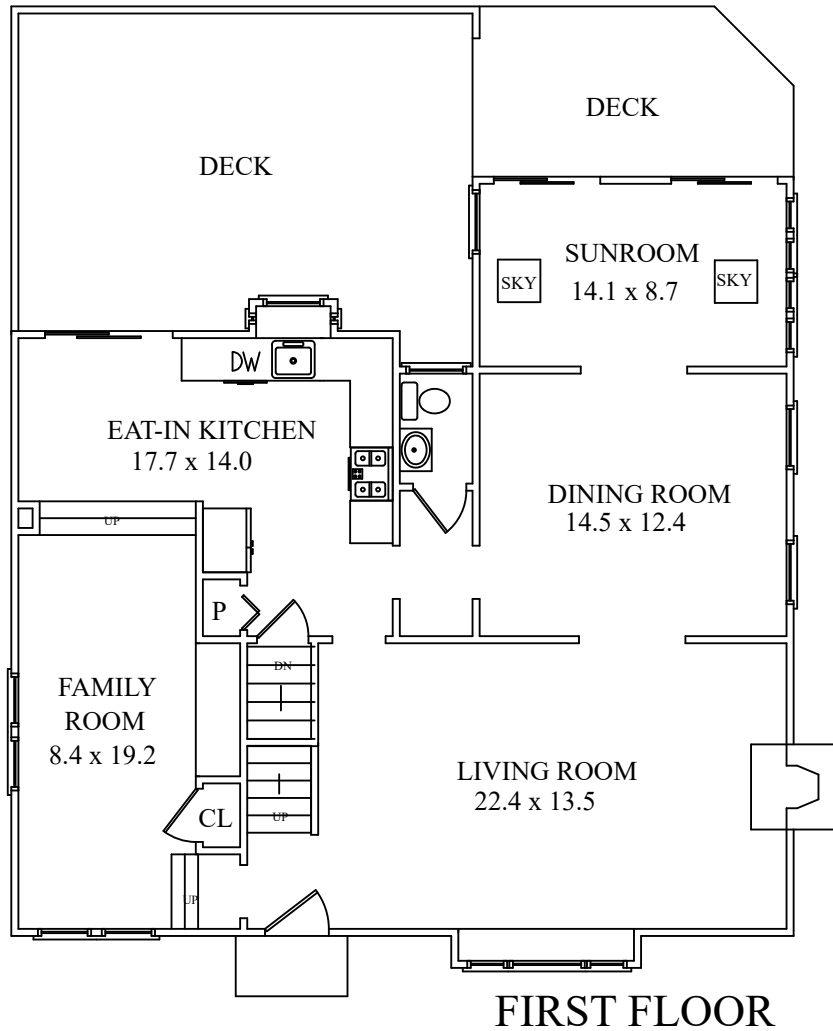 DECK
DECK
SUNROOM
14.1 x 8.7
SKY
SKY
DW
EAT-IN KITCHEN
17.7 x 14.0
DINING ROOM
14.5 x 12.4
UP
P
DN
FAMILY
ROOM
8.4 x 19.2
LIVING ROOM
22.4 x 13.5
CL
UP
UP
FIRST FLOOR